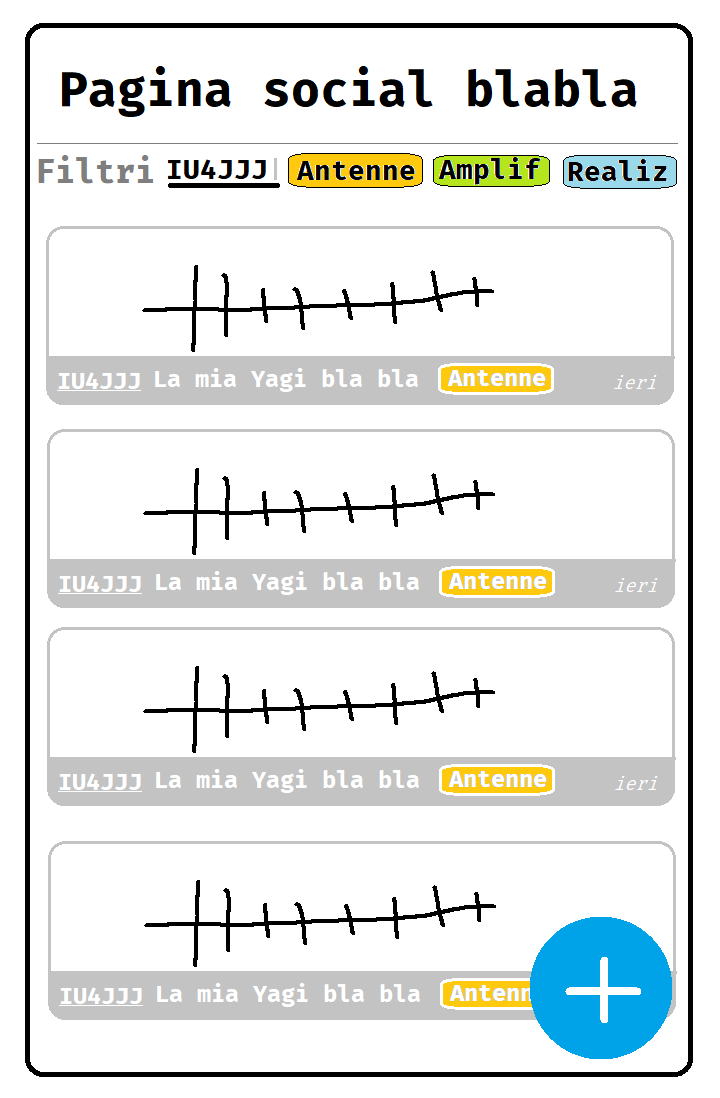 Pagina social blabla
Filtri IU4JJJ Antenne Amplif Realiz
IU4JJJ La mia Yagi bla bla Antenne ieri
IU4JJJ La mia Yagi bla bla Antenne ieri
IU4JJJ La mia Yagi bla bla Antenne ieri
IU4JJJ La mia Yagi bla bla Antenn